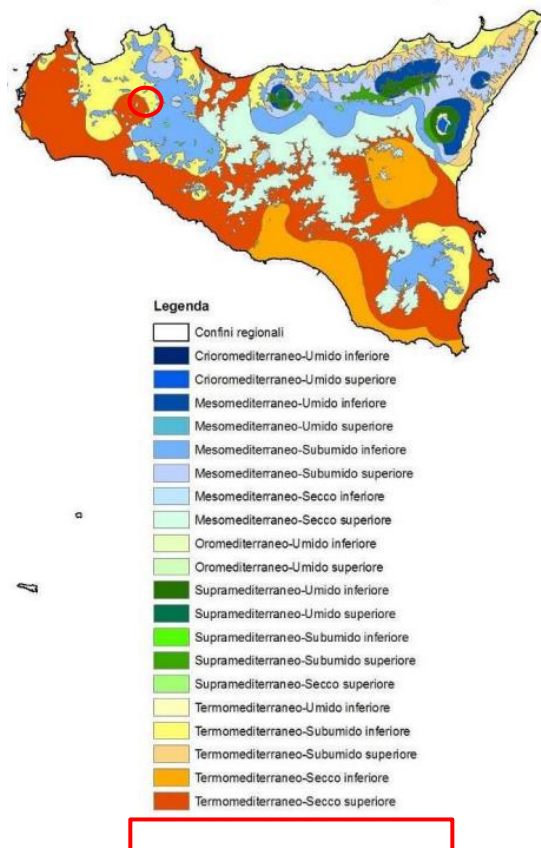 Legenda
Confini regionali
Crioromediterraneo-Umido inferiore
Crioromediterraneo-Umido superiore
Mesomediterraneo-Umido inferiore
Mesomediterraneo-Umido superiore
Mesomediterraneo-Subumido inferiore
Mesomediterraneo-Subumido superiore
Mesomediterraneo-Secco inferiore
Mesomediterraneo-Secco superiore
Oromediterraneo-Umido inferiore
Oromediterraneo-Umido superiore
Supramediterraneo-Umido inferiore
Supramediterraneo-Umido superiore
Supramediterraneo-Subumido inferiore
Supramediterraneo-Subumido superiore
Supramediterraneo-Secco superiore
Termomediterraneo-Umido inferiore
Termomediterraneo-Subumido inferiore
Termomediterraneo-Subumido superiore
Termomediterraneo-Secco inferiore
Termomediterraneo-Secco superiore